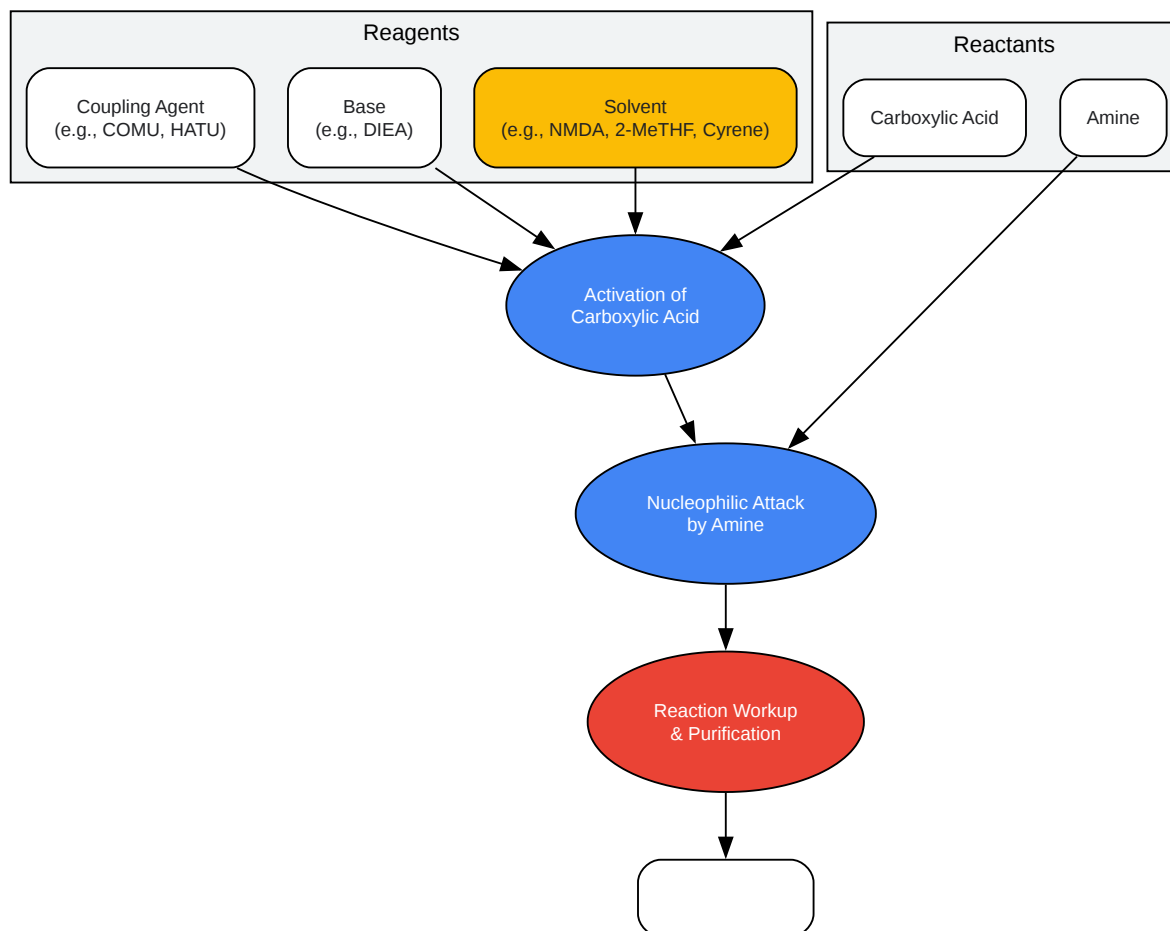 Reagents
Reactants
Coupling Agent
(e.g., COMU, HATU)
Base
(e.g., DIEA)
Solvent
(e.g., NMDA, 2-MeTHF, Cyrene)
Carboxylic Acid
Amine
Activation of
Carboxylic Acid
Nucleophilic Attack
by Amine
Reaction Workup
& Purification